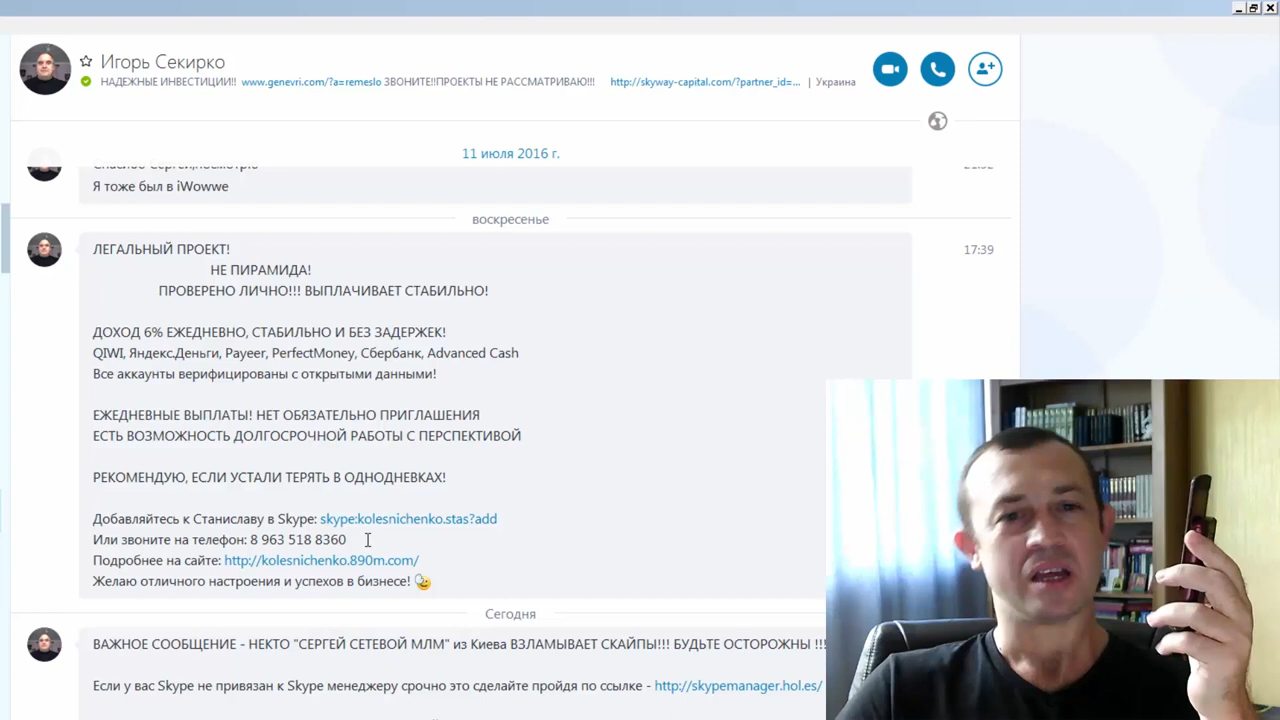 Игорь Секирко
НАДЕЖНЫЕ ИНВЕСТИЦИИ!! www.genevri.com/?a=remeslo ЗВОНИТЕ!!ПРОЕКТЫ НЕ РАССМАТРИВАЮ!!! http://skyway-capital.com/?partner_id=... | Украина
11 июля 2016 г.
Я тоже был в iWowwe
воскресенье
ЛЕГАЛЬНЫЙ ПРОЕКТ! 17:39
НЕ ПИРАМИДА!
ПРОВЕРЕНО ЛИЧНО!!! ВЫПЛАЧИВАЕТ СТАБИЛЬНО!
ДОХОД 6% ЕЖЕДНЕВНО, СТАБИЛЬНО И БЕЗ ЗАДЕРЖЕК!
QIWI, Яндекс.Деньги, Payeer, PerfectMoney, Сбербанк, Advanced Cash
Все аккаунты верифицированы с открытыми данными!
ЕЖЕДНЕВНЫЕ ВЫПЛАТЫ! НЕТ ОБЯЗАТЕЛЬНО ПРИГЛАШЕНИЯ
ЕСТЬ ВОЗМОЖНОСТЬ ДОЛГОСРОЧНОЙ РАБОТЫ С ПЕРСПЕКТИВОЙ
РЕКОМЕНДУЮ, ЕСЛИ УСТАЛИ ТЕРЯТЬ В ОДНОДНЕВКАХ!
Добавляйтесь к Станиславу в Skype: skype:kolesnichenko.stas?add
Или звоните на телефон: 8 963 518 8360
Подробнее на сайте: http://kolesnichenko.890m.com/
Желаю отличного настроения и успехов в бизнесе!
Сегодня
ВАЖНОЕ СООБЩЕНИЕ - НЕКТО "СЕРГЕЙ СЕТЕВОЙ МЛМ" из Киева ВЗЛАМЫВАЕТ СКАЙПЫ!!! БУДЬТЕ ОСТОРОЖНЫ !!!
Если у вас Skype не привязан к Skype менеджеру срочно это сделайте пройдя по ссылке - http://skypemanager.hol.es/